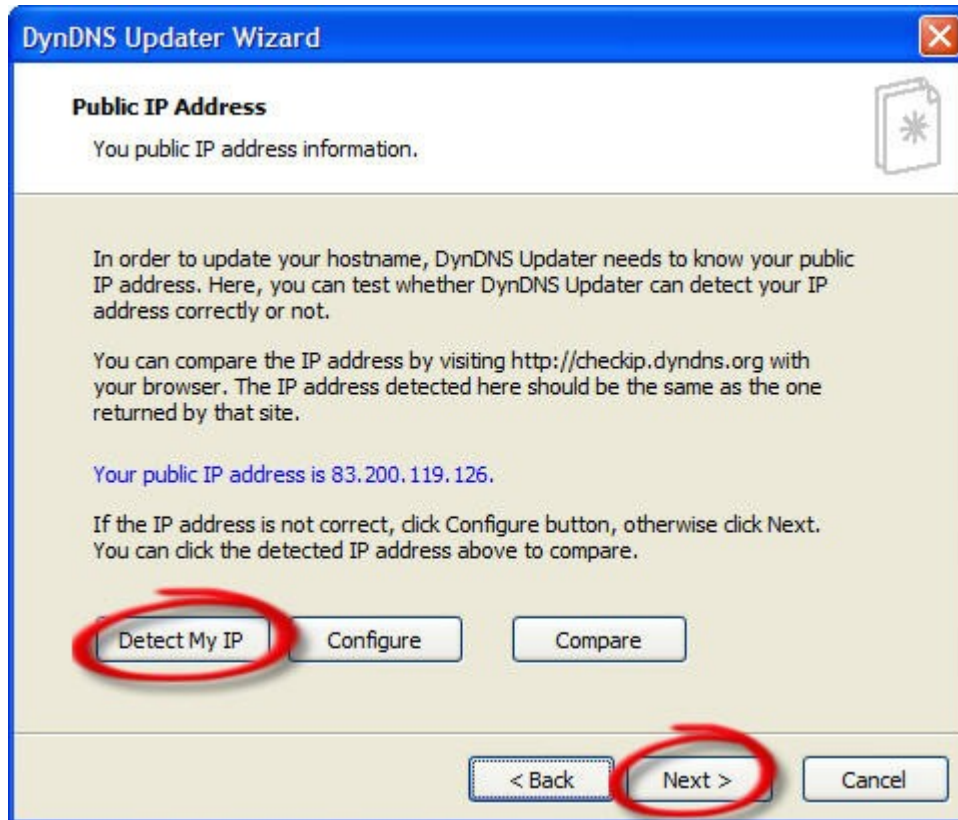 DynDNS Updater Wizard
Public IP Address
You public IP address information.
In order to update your hostname, DynDNS Updater needs to know your public
IP address. Here, you can test whether DynDNS Updater can detect your IP
address correctly or not.
You can compare the IP address by visiting http://checkip.dyndns.org with
your browser. The IP address detected here should be the same as the one
returned by that site.
Your public IP address is 83.200.119.126.
If the IP address is not correct, click Configure button, otherwise click Next.
You can click the detected IP address above to compare.
Detect My IP Configure Compare
< Back Next > Cancel